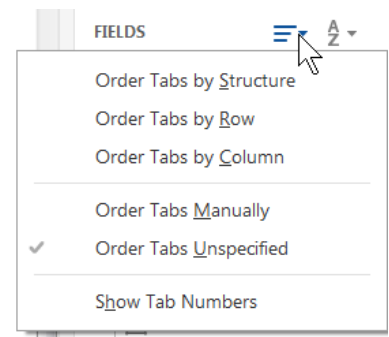 FIELDS
A
Z
Order Tabs by Structure
Order Tabs by Row
Order Tabs by Column
Order Tabs Manually
Order Tabs Unspecified
Show Tab Numbers